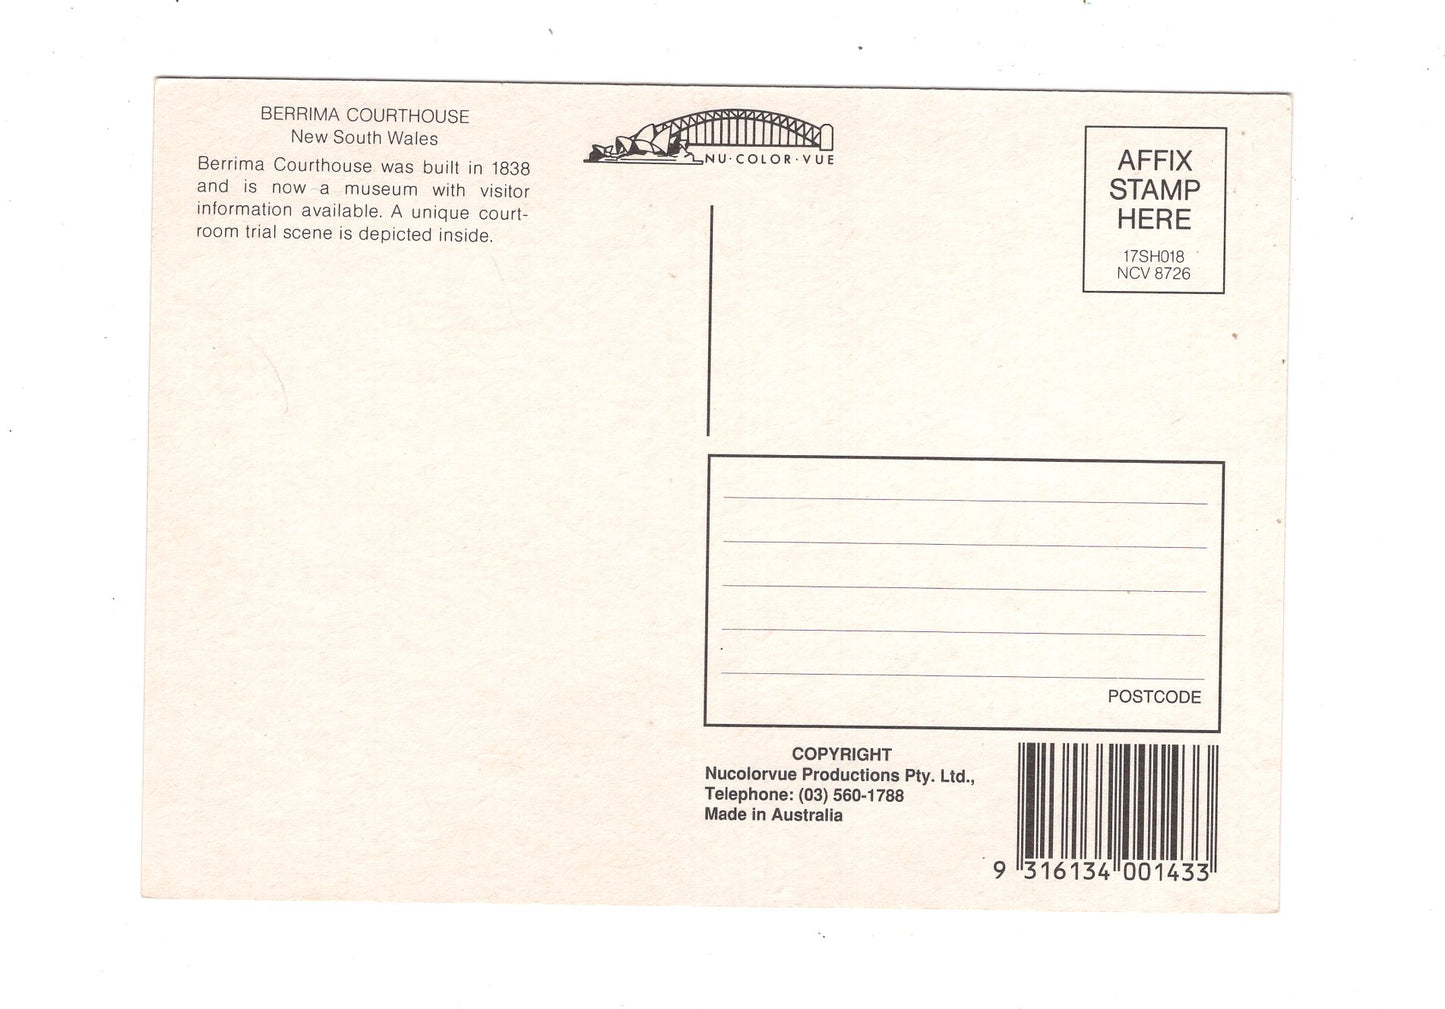 BERRIMA COURTHOUSE
New South Wales
Berrima Courthouse was built in 1838
and is now a museum with visitor
information available. A unique court-
room trial scene is depicted inside.
NU·COLOR·VUE
AFFIX
STAMP
HERE
17SH018
NCV 8726
POSTCODE
COPYRIGHT
Nucolorvue Productions Pty. Ltd.,
Telephone: (03) 560-1788
Made in Australia
9 316134 001433